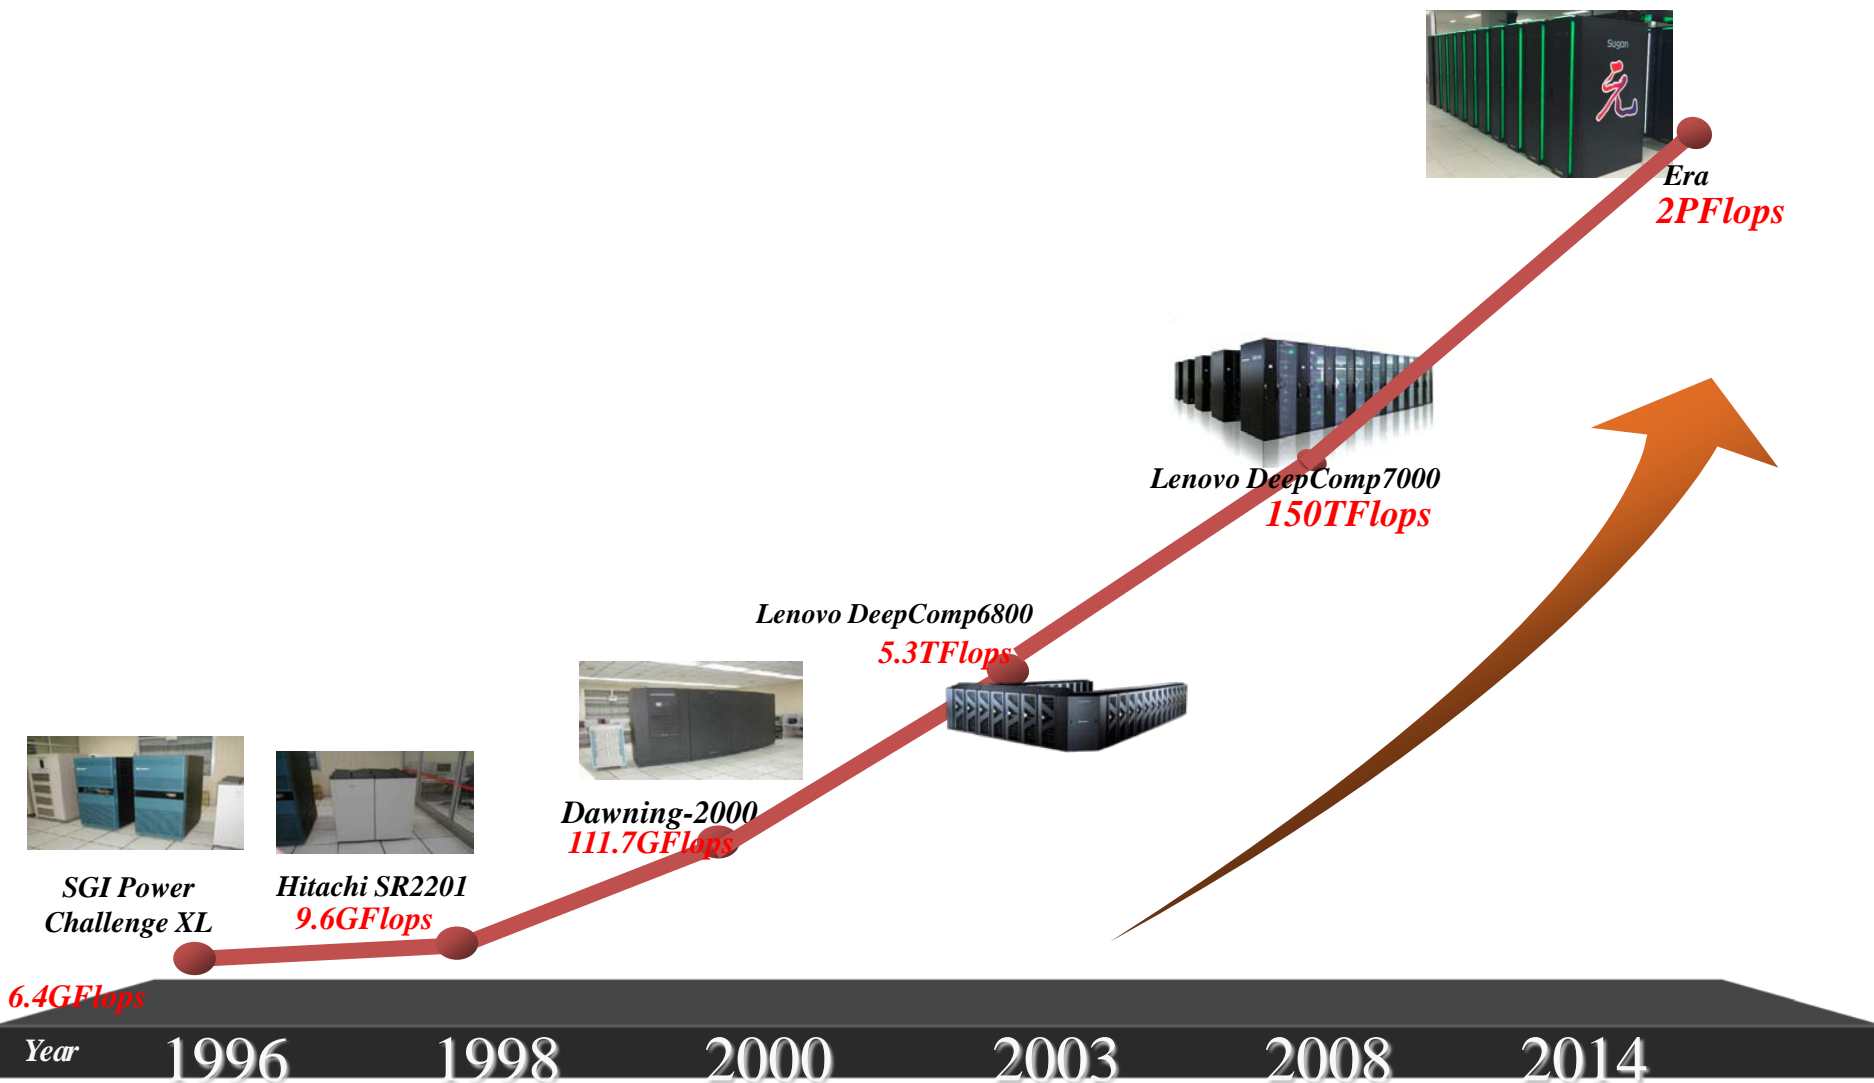 Sugon
元
Era
2PFlops
Lenovo DeepComp7000
150TFlops
Lenovo DeepComp6800
5.3TFlops
Dawning-2000
111.7GFlops
SGI Power
Challenge XL
6.4GFlops
Hitachi SR2201
9.6GFlops
Year 1996 1998 2000 2003 2008 2014